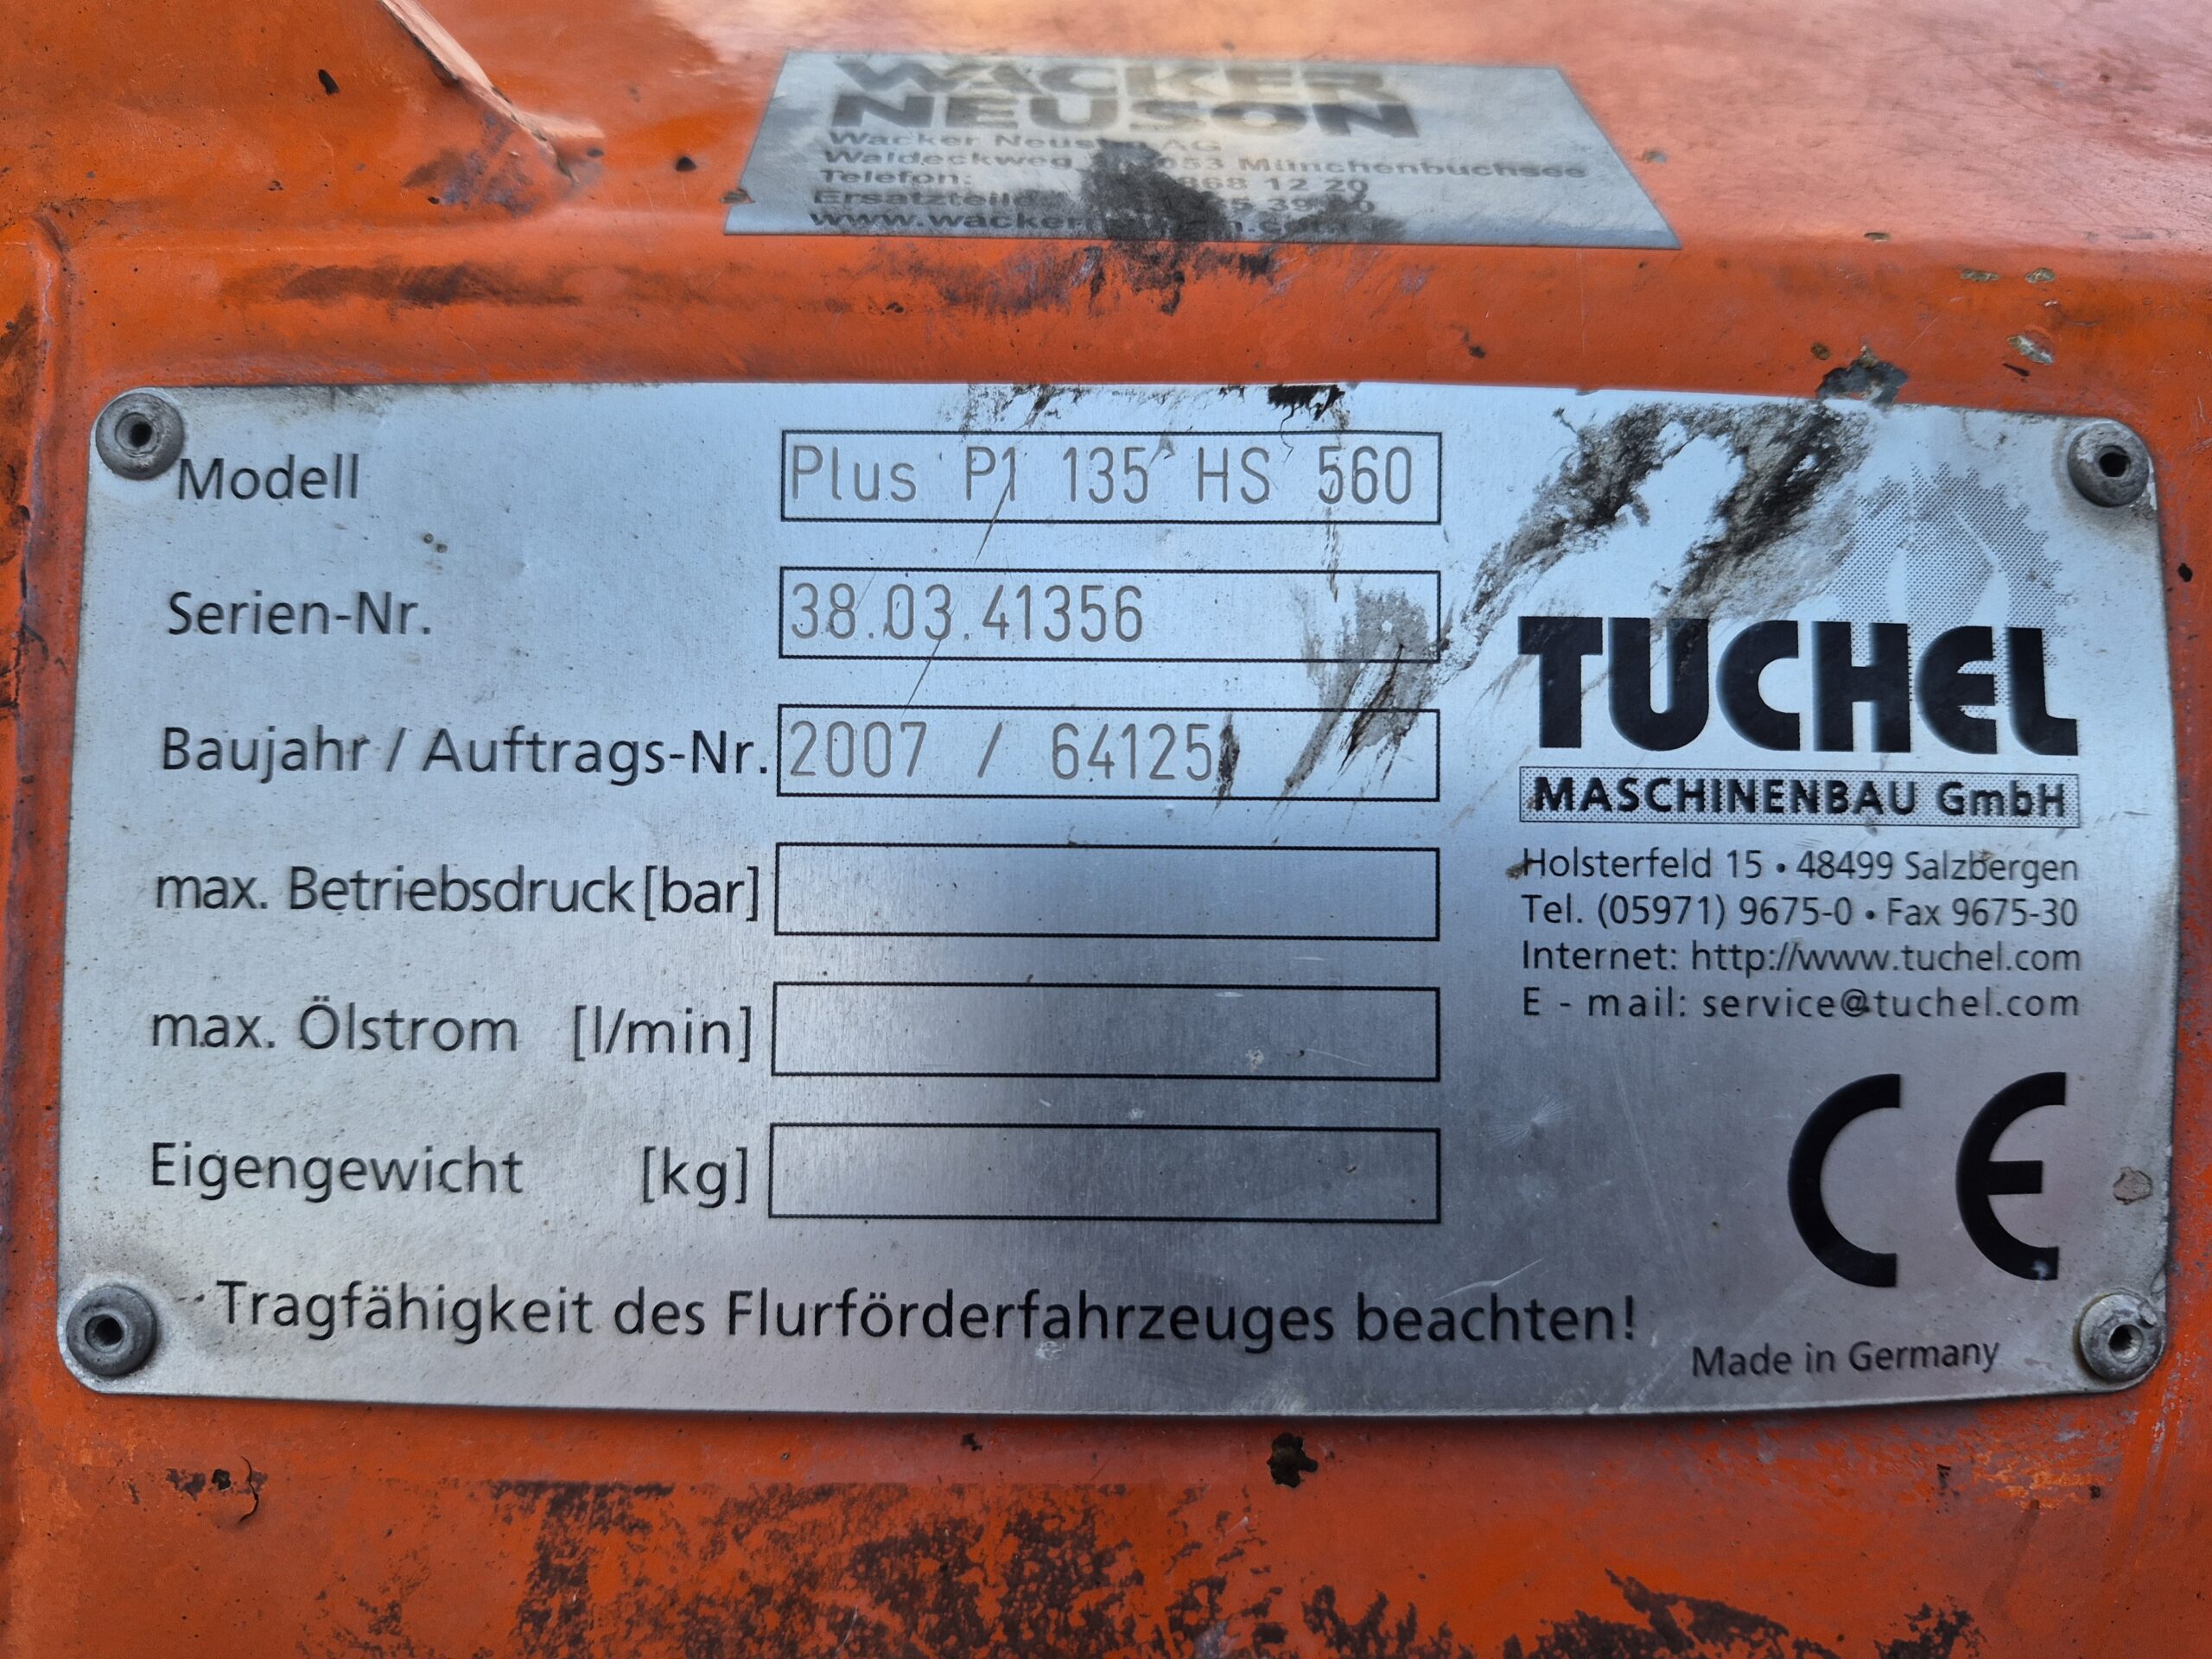 WACKER
NEUSON
Wacker Neuson AG
Waldeckweg 053 Münchenbuchsee
Telefon: 868 12 20
Ersatzteil 39
www.wacker
Modell Plus P1 135 HS 560
Serien-Nr. 38.03.41356
Baujahr / Auftrags-Nr. 2007 / 64125
max. Betriebsdruck [bar]
max. Ölstrom [l/min]
Eigengewicht [kg]
Tragfähigkeit des Flurförderfahrzeuges beachten!
TUCHEL
MASCHINENBAU GmbH
Holsterfeld 15 • 48499 Salzbergen
Tel. (05971) 9675-0 • Fax 9675-30
Internet: http://www.tuchel.com
E - mail: service@tuchel.com
CE
Made in Germany